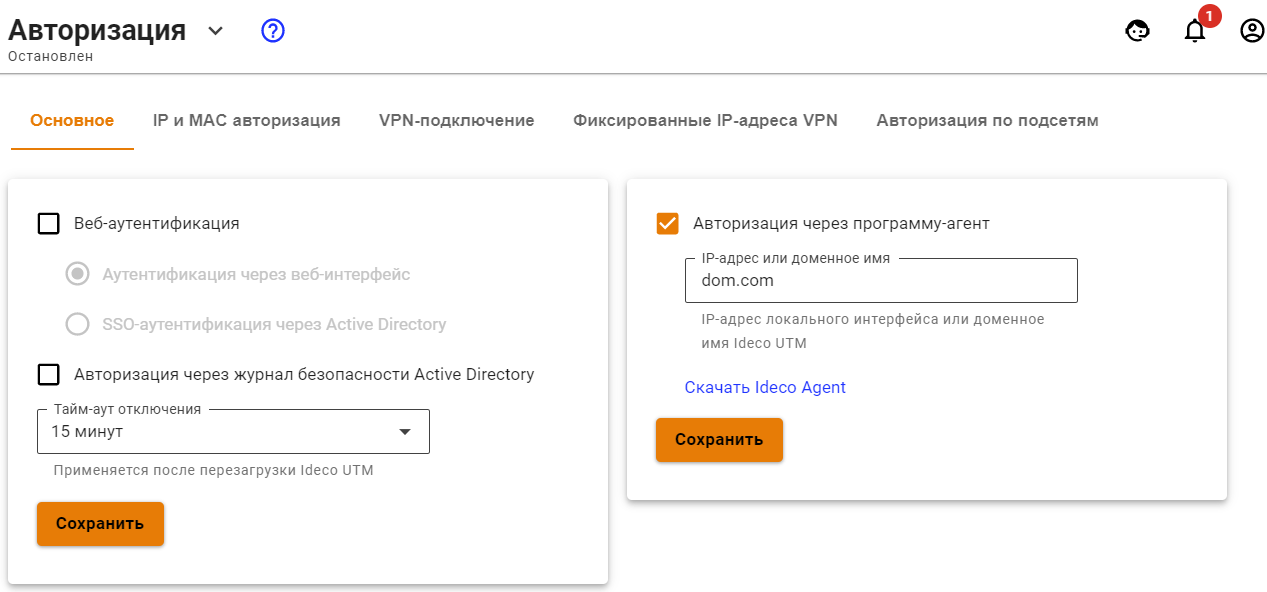 Авторизация
Остановлен
1
Основное
IP и MAC авторизация
VPN-подключение
Фиксированные IP-адреса VPN
Авторизация по подсетям
Веб-аутентификация
Аутентификация через веб-интерфейс
SSO-аутентификация через Active Directory
Авторизация через журнал безопасности Active Directory
Тайм-аут отключения
15 минут
Применяется после перезагрузки Ideco UTM
Сохранить
Авторизация через программу-агент
IP-адрес или доменное имя
dom.com
IP-адрес локального интерфейса или доменное
имя Ideco UTM
Скачать Ideco Agent
Сохранить